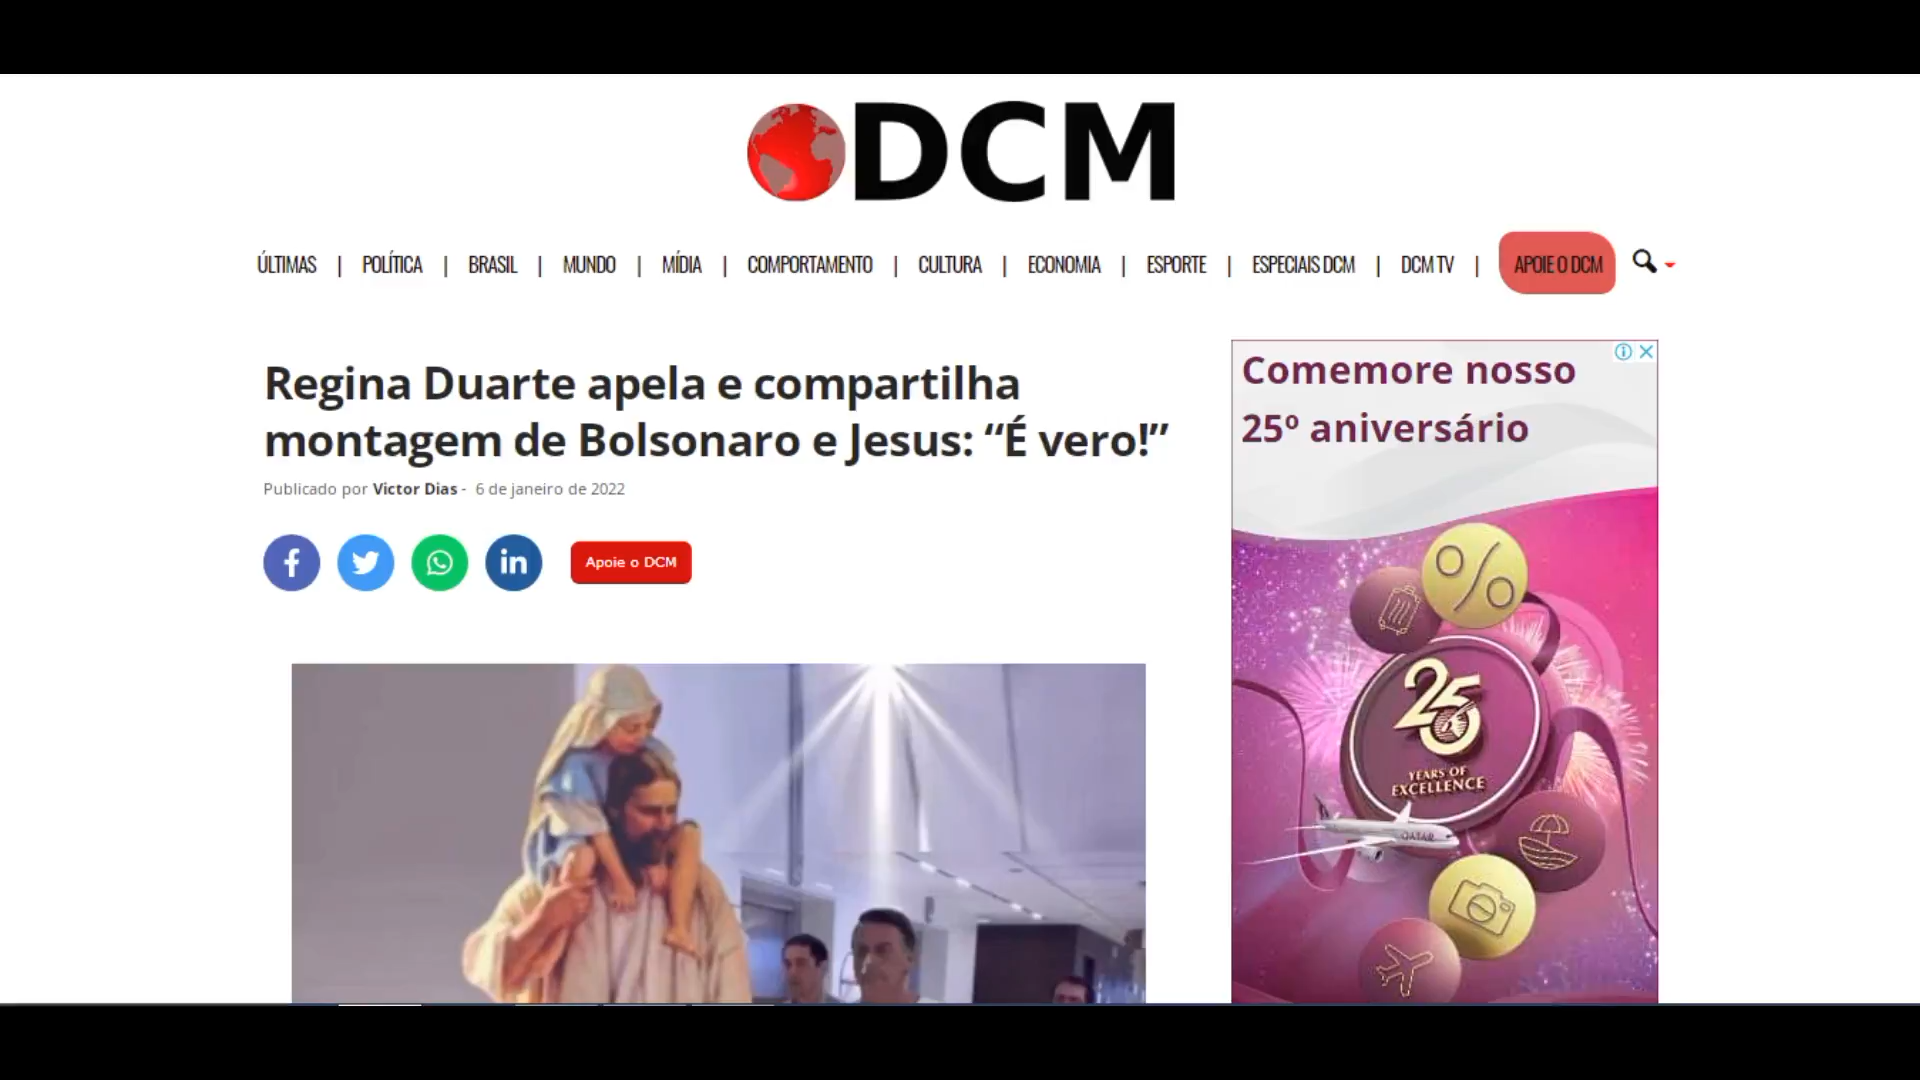 DCM
ÚLTIMAS | POLÍTICA | BRASIL | MUNDO | MÍDIA | COMPORTAMENTO | CULTURA | ECONOMIA | ESPORTE | ESPECIAIS DCM | DCM TV | APOIE O DCM
Regina Duarte apela e compartilha
montagem de Bolsonaro e Jesus: “É vero!”
Publicado por Victor Dias - 6 de janeiro de 2022
Apoie o DCM
Comemore nosso
25º aniversário
25
YEARS OF
EXCELLENCE
QATAR